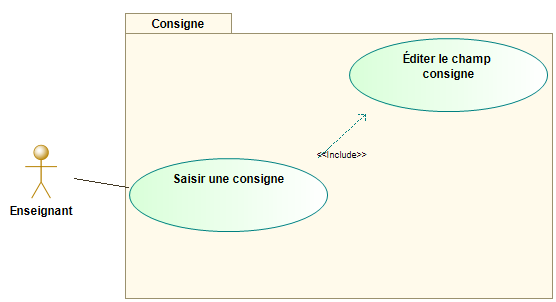 Consigne
Éditer le champ
consigne
<<Include>>
Saisir une consigne
Enseignant